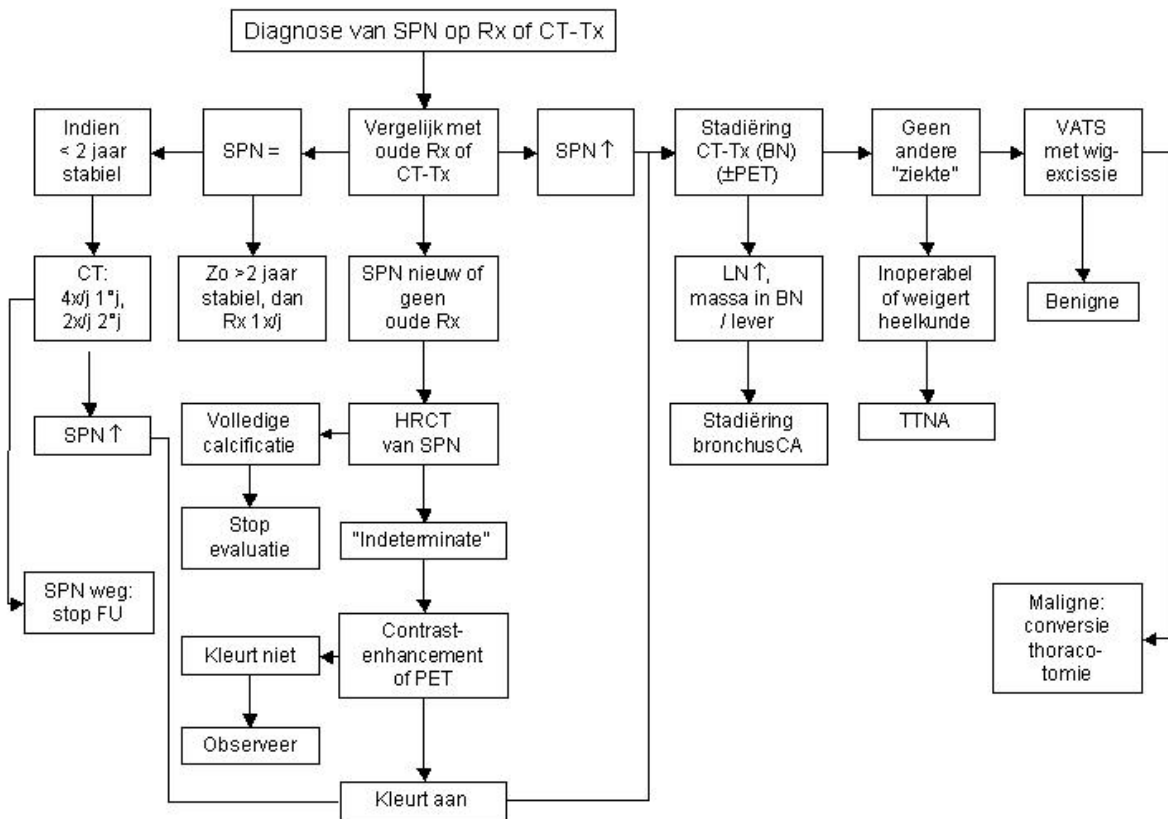 Diagnose van SPN op Rx of CT-Tx
Indien
< 2 jaar
stabiel
SPN =
Vergelijk met
oude Rx of
CT-Tx
SPN ↑
Stadiëring
CT-Tx (BN)
(±PET)
Geen
andere
"ziekte"
VATS
met wig-
excissie
CT:
4x/j 1°j,
2x/j 2°j
Zo >2 jaar
stabiel, dan
Rx 1x/j
SPN nieuw of
geen
oude Rx
LN ↑,
massa in BN
/ lever
Inoperabel
of weigert
heelkunde
Benigne
SPN ↑
Volledige
calcificatie
HRCT
van SPN
Stadiëring
bronchusCA
TTNA
Stop
evaluatie
"Indeterminate"
SPN weg:
stop FU
Kleurt niet
Contrast-
enhancement
of PET
Maligne:
conversie
thoraco-
tomie
Observeer
Kleurt aan